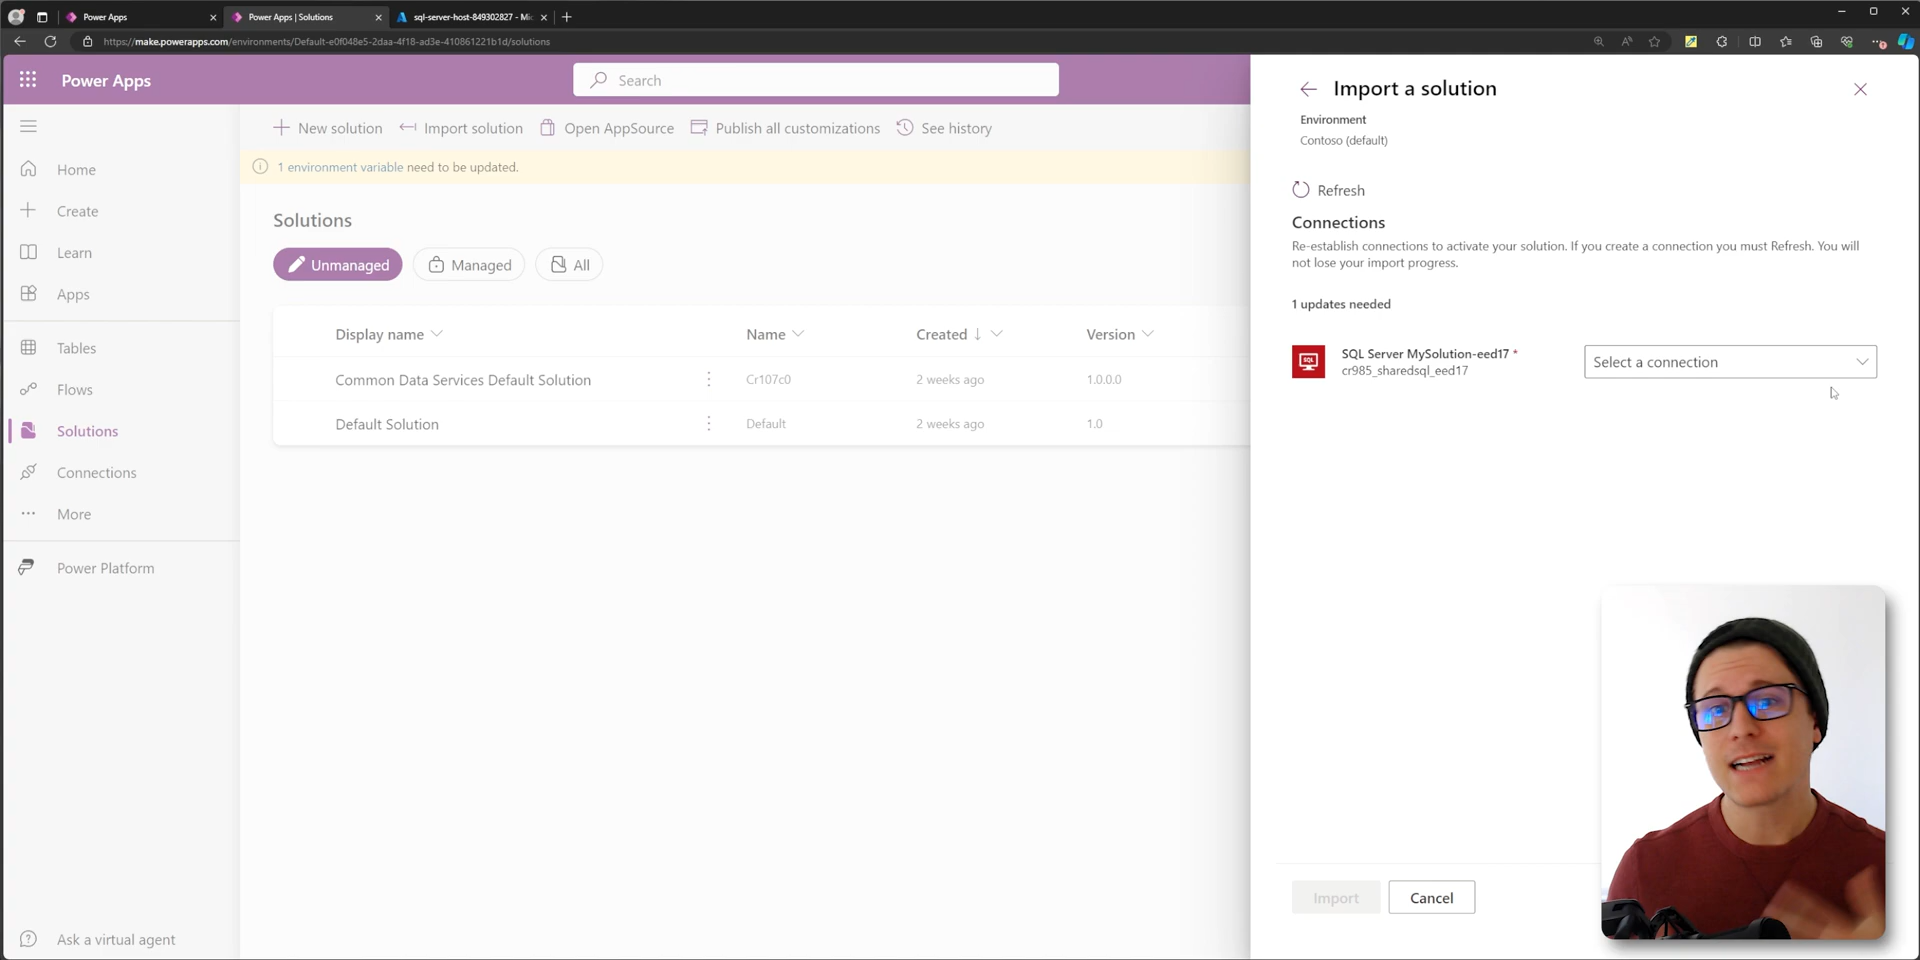 Power Apps
Power Apps | Solutions
sql-server-host-849302827 - Mic
https://make.powerapps.com/environments/Default-e0f048e5-2daa-4f18-ad3e-410861221b1d/solutions
Power Apps
Search
New solution
Import solution
Open AppSource
Publish all customizations
See history
1 environment variable need to be updated.
Home
Create
Learn
Apps
Tables
Flows
Solutions
Connections
More
Power Platform
Ask a virtual agent
Solutions
Unmanaged
Managed
All
Display name
Name
Created
Version
Common Data Services Default Solution
Cr107c0
2 weeks ago
1.0.0.0
Default Solution
Default
2 weeks ago
1.0
Import a solution
Environment
Contoso (default)
Refresh
Connections
Re-establish connections to activate your solution. If you create a connection you must Refresh. You will
not lose your import progress.
1 updates needed
SQL
SQL Server MySolution-eed17 *
cr985_sharedsql_eed17
Select a connection
Import
Cancel